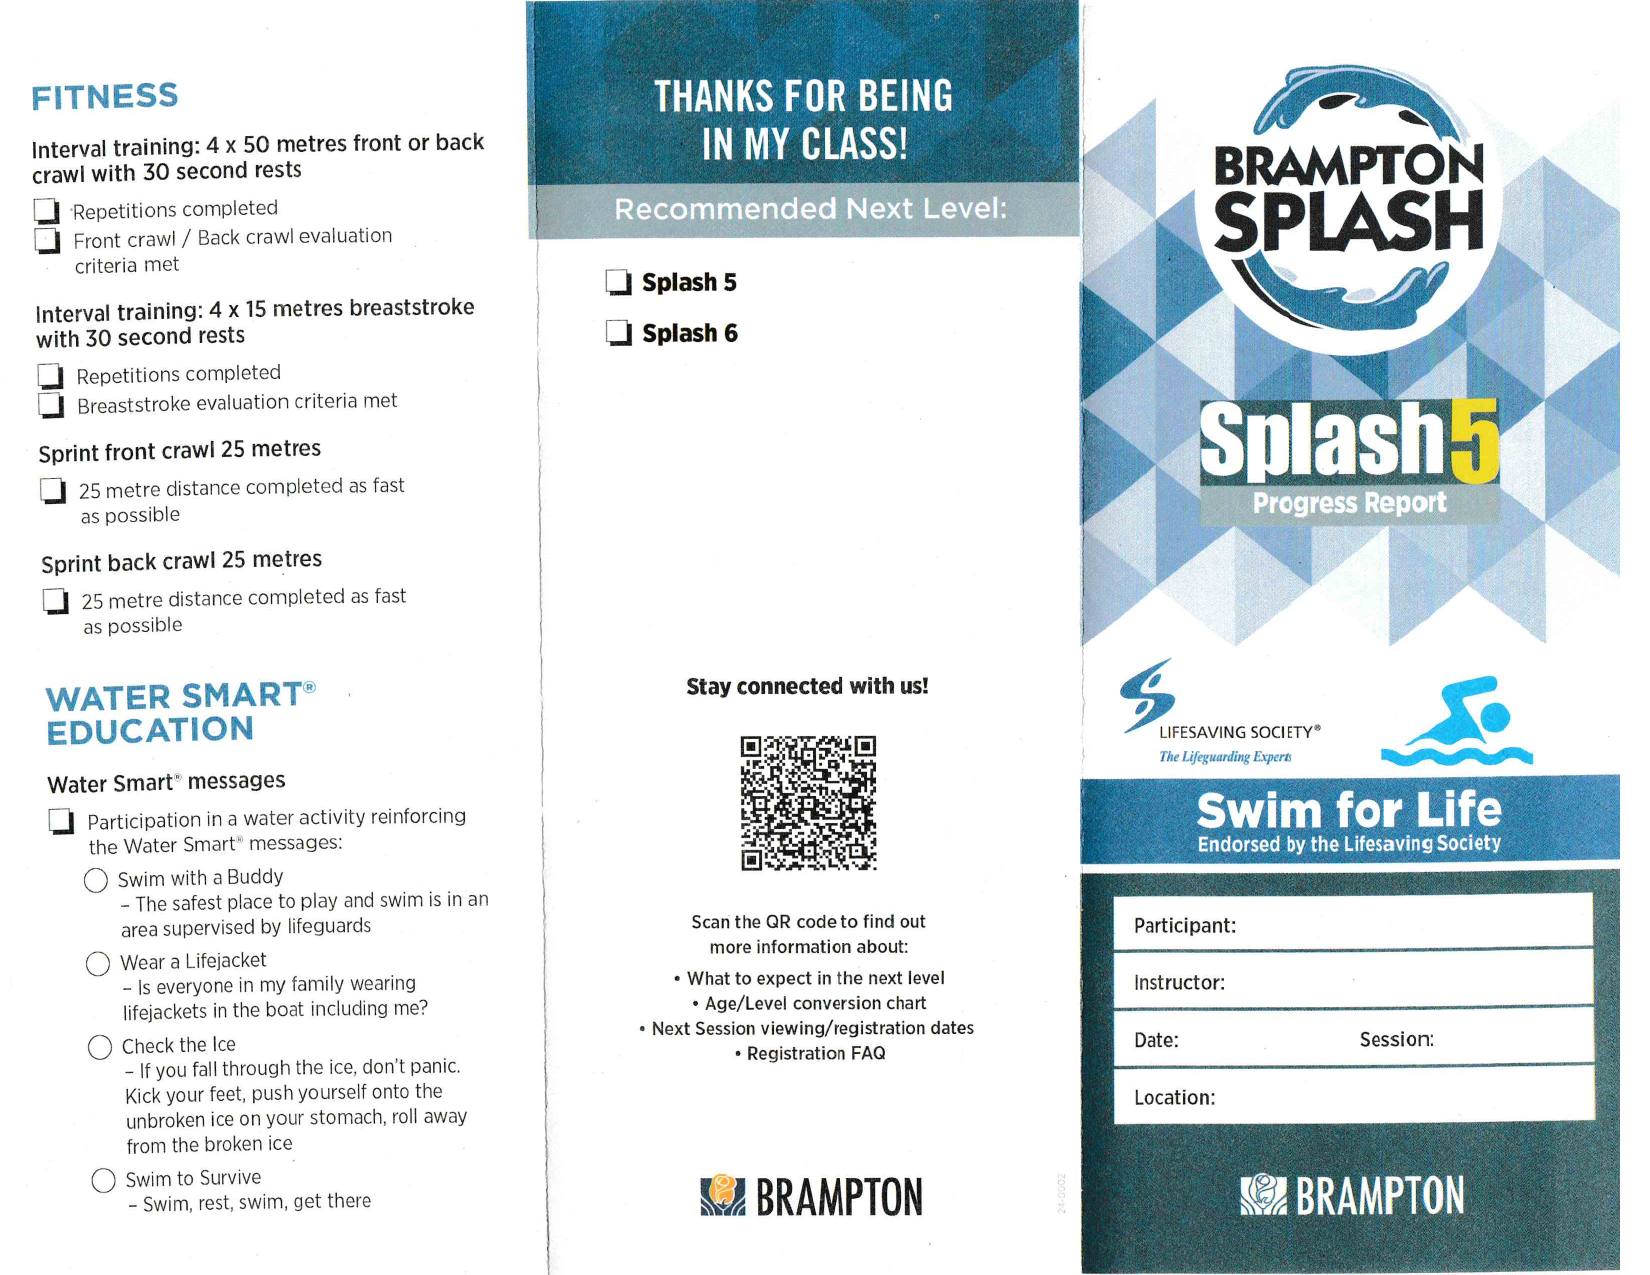 FITNESS
Interval training: 4 x 50 metres front or back
crawl with 30 second rests
Repetitions completed
Front crawl / Back crawl evaluation
criteria met
Interval training: 4 x 15 metres breaststroke
with 30 second rests
Repetitions completed
Breaststroke evaluation criteria met
Sprint front crawl 25 metres
25 metre distance completed as fast
as possible
Sprint back crawl 25 metres
25 metre distance completed as fast
as possible
WATER SMART®
EDUCATION
Water Smart® messages
Participation in a water activity reinforcing
the Water Smart® messages:
Swim with a Buddy
– The safest place to play and swim is in an
area supervised by lifeguards
Wear a Lifejacket
– Is everyone in my family wearing
lifejackets in the boat including me?
Check the Ice
– If you fall through the ice, don't panic.
Kick your feet, push yourself onto the
unbroken ice on your stomach, roll away
from the broken ice
Swim to Survive
– Swim, rest, swim, get there
THANKS FOR BEING
IN MY CLASS!
Recommended Next Level:
Splash 5
Splash 6
Stay connected with us!
Scan the QR code to find out
more information about:
• What to expect in the next level
• Age/Level conversion chart
• Next Session viewing/registration dates
• Registration FAQ
BRAMPTON
24-0002
BRAMPTON
SPLASH
Splash5
Progress Report
LIFESAVING SOCIETY®
The Lifeguarding Experts
Swim for Life
Endorsed by the Lifesaving Society
Participant:
Instructor:
Date: Session:
Location:
BRAMPTON